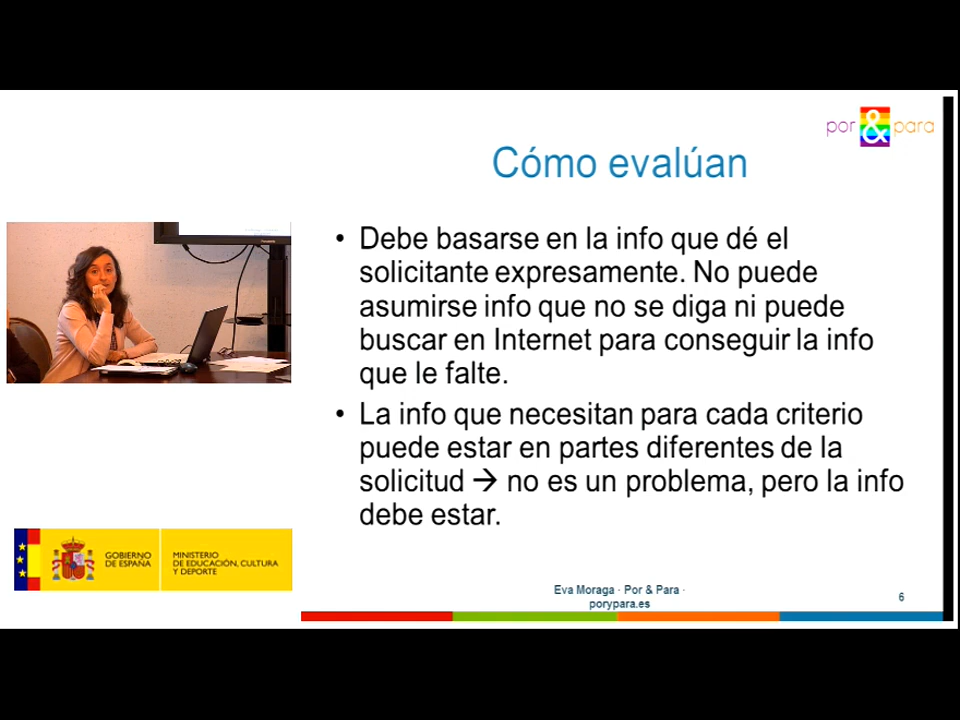 por & para
Cómo evalúan
• Debe basarse en la info que dé el
solicitante expresamente. No puede
asumirse info que no se diga ni puede
buscar en Internet para conseguir la info
que le falte.
• La info que necesitan para cada criterio
puede estar en partes diferentes de la
solicitud → no es un problema, pero la info
debe estar.
GOBIERNO
DE ESPAÑA
MINISTERIO
DE EDUCACIÓN, CULTURA
Y DEPORTE
Eva Moraga · Por & Para ·
porypara.es
6